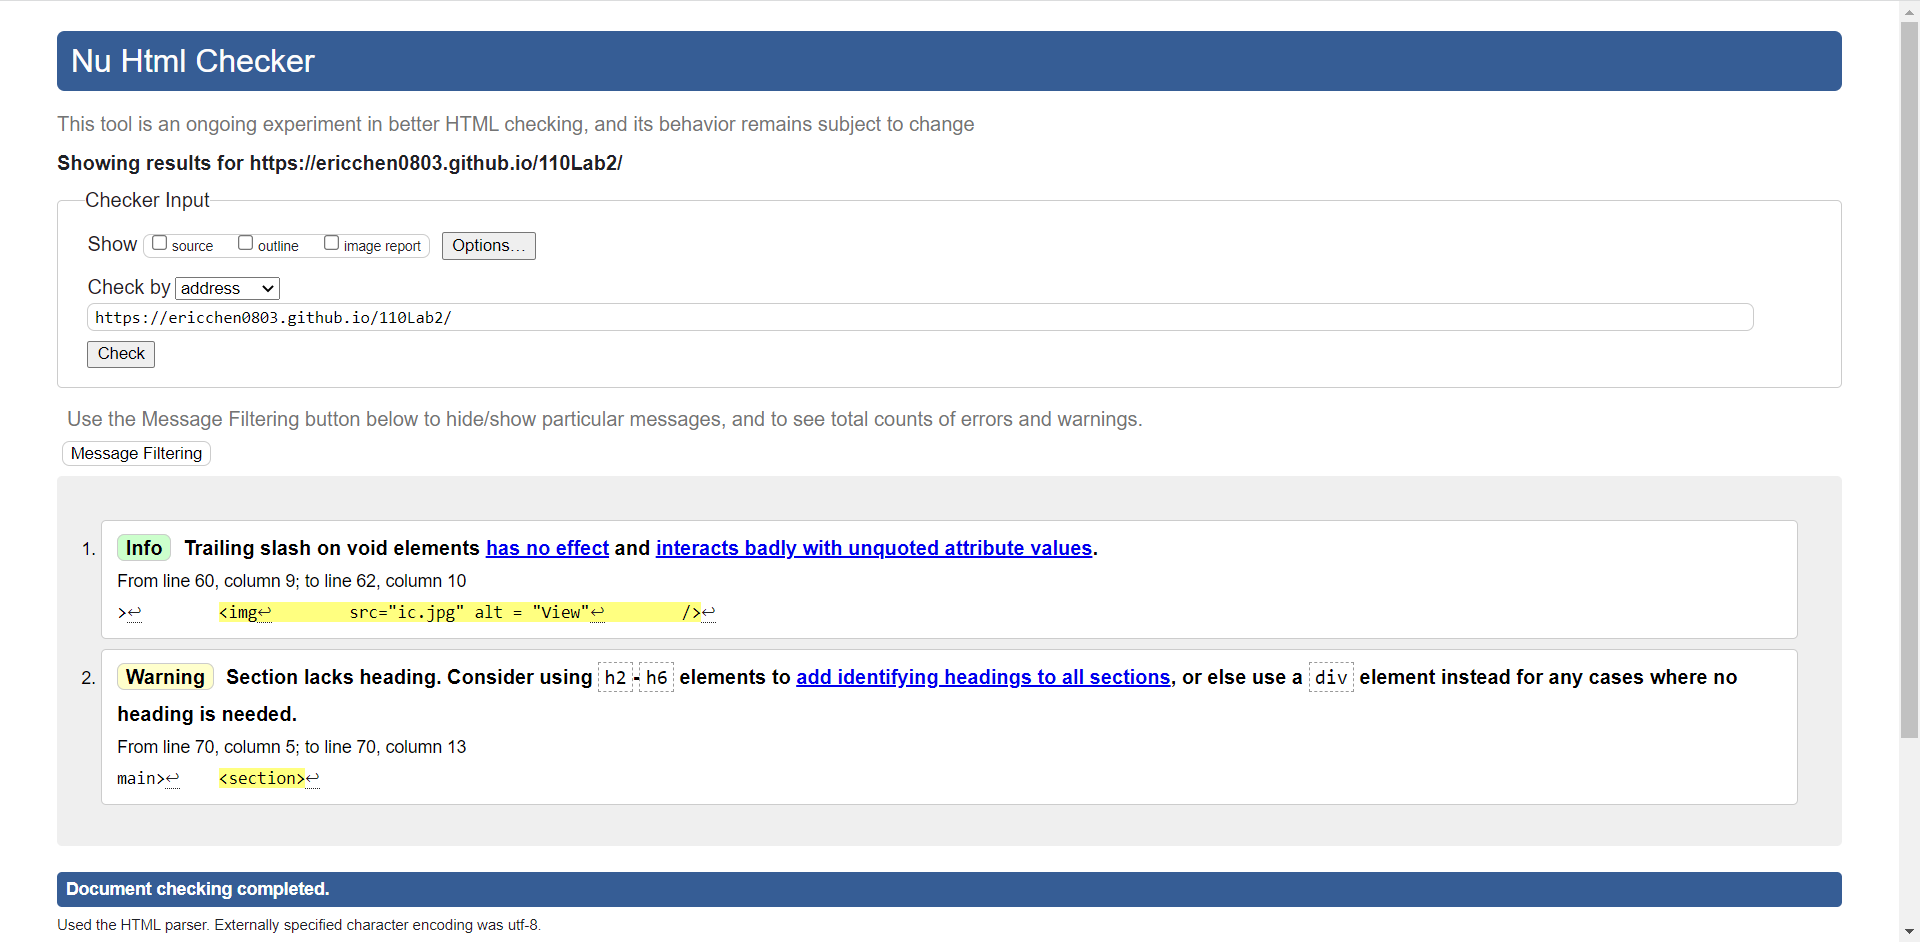 Nu Html Checker
This tool is an ongoing experiment in better HTML checking, and its behavior remains subject to change
Showing results for https://ericchen0803.github.io/110Lab2/
Checker Input
Show source outline image report Options...
Check by address
https://ericchen0803.github.io/110Lab2/
Check
Use the Message Filtering button below to hide/show particular messages, and to see total counts of errors and warnings.
Message Filtering
1. Info Trailing slash on void elements has no effect and interacts badly with unquoted attribute values.
From line 60, column 9; to line 62, column 10
>↩ <img↩ src="ic.jpg" alt = "View"↩ />↩
2. Warning Section lacks heading. Consider using h2-h6 elements to add identifying headings to all sections, or else use a div element instead for any cases where no
heading is needed.
From line 70, column 5; to line 70, column 13
main>↩ <section>↩
Document checking completed.
Used the HTML parser. Externally specified character encoding was utf-8.